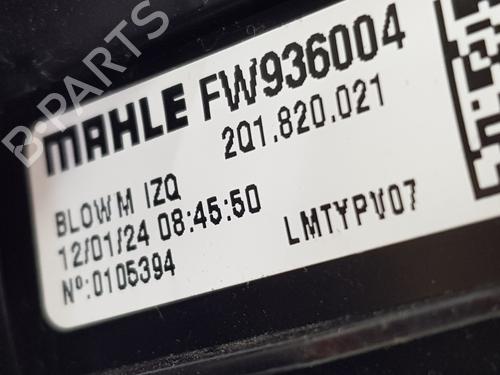 MAHLE FW936004
2Q1.820.021
BLOWM IZQ
12/01/24 08:45:50
Nº:0105394
LMTYPV07
B-PARTS